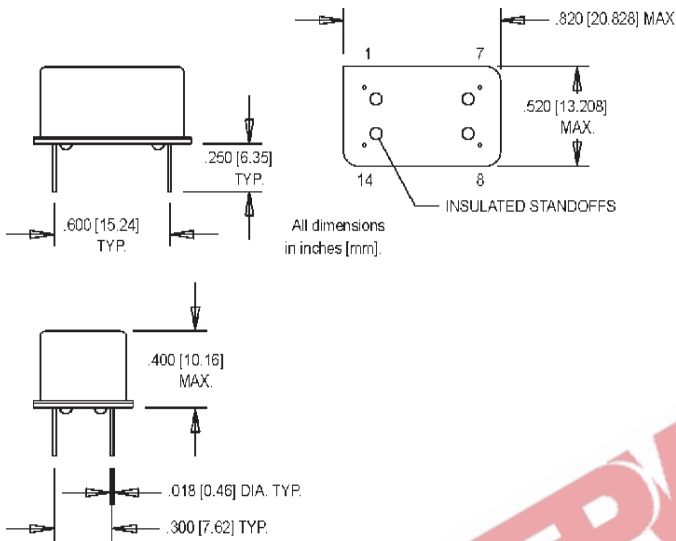 .820 [20.828] MAX
1 7
.520 [13.208]
MAX.
.250 [6.35]
TYP.
14 8
INSULATED STANDOFFS
.600 [15.24]
TYP.
All dimensions
in inches [mm].
.400 [10.16]
MAX.
.018 [0.46] DIA. TYP.
.300 [7.62] TYP.